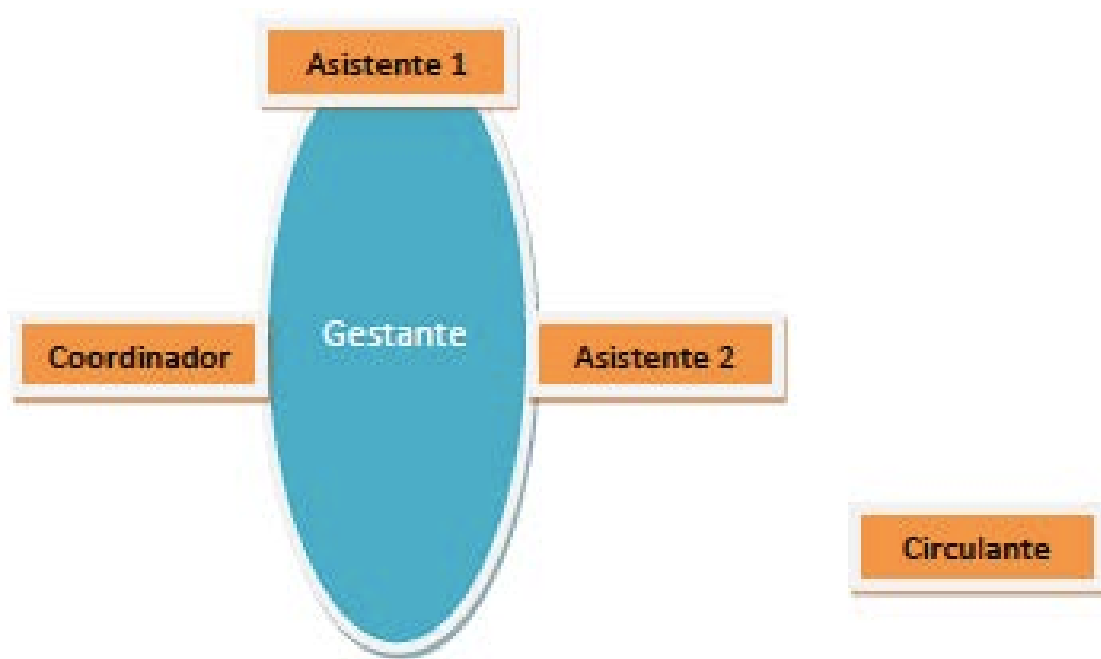 Asistente 1
Gestante
Coordinador
Asistente 2
Circulante